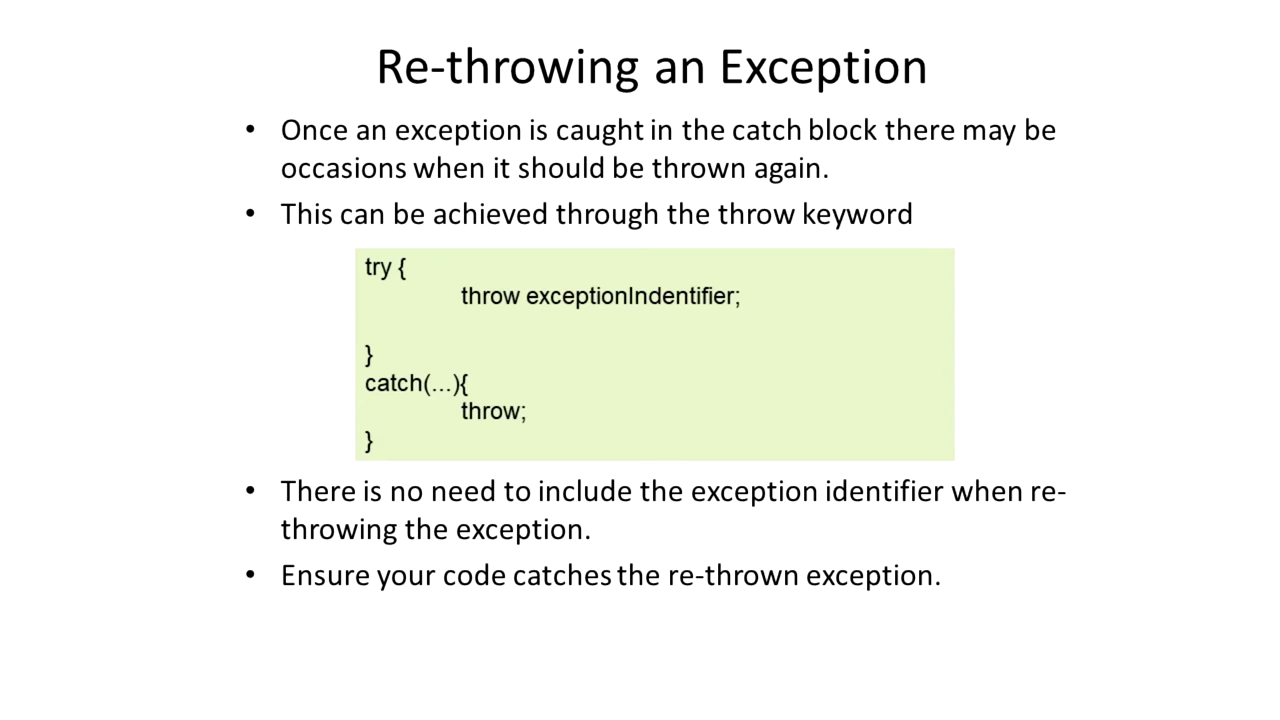 Re-throwing an Exception
• Once an exception is caught in the catch block there may be
occasions when it should be thrown again.
• This can be achieved through the throw keyword
try {
throw exceptionIndentifier;
}
catch(...){
throw;
}
• There is no need to include the exception identifier when re-
throwing the exception.
• Ensure your code catches the re-thrown exception.